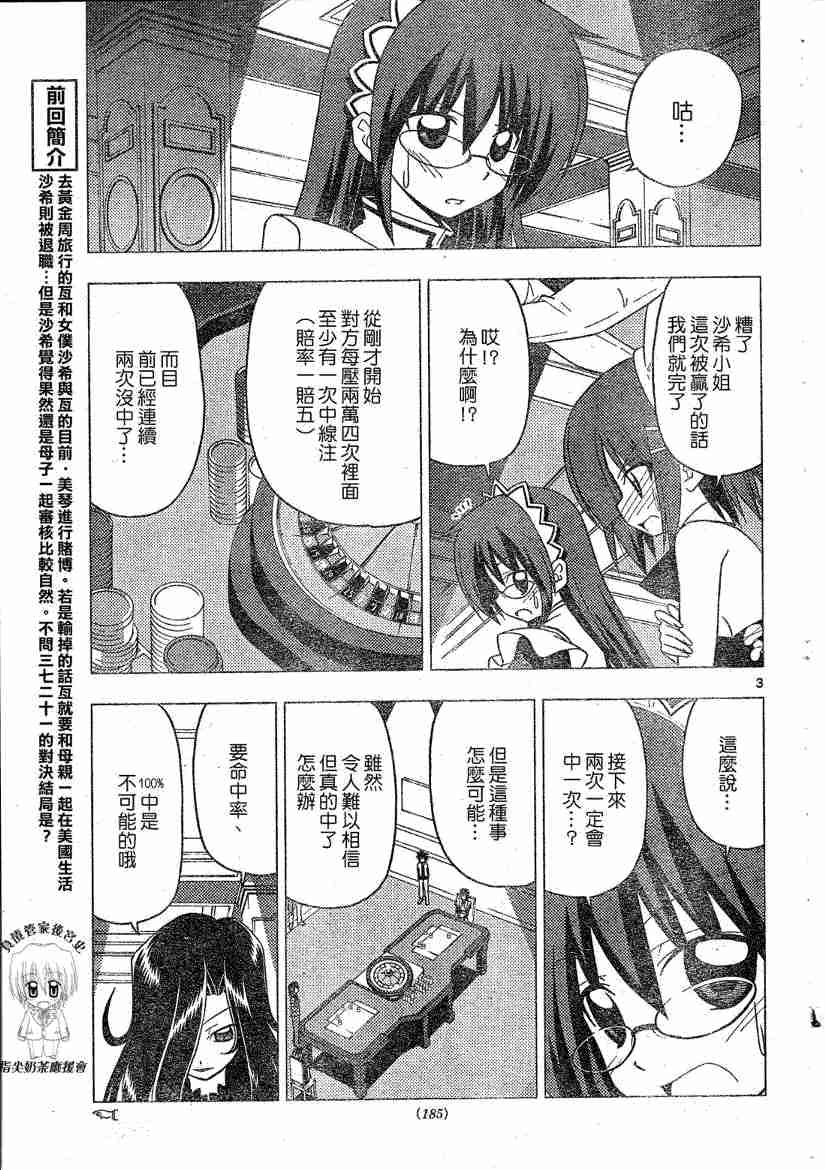 咕…
糟了
沙希小姐
這次被贏了的話
我們就完了
哎!?
為什麼啊!?
從剛才開始
對方每壓兩萬四次裡面
至少有一次中線注
（賠率一賠五）
而目
前已經連續
兩次沒中了…
3
這麼說…
接下來
兩次一定會
中一次…?
但是這種事
怎麼可能…
雖然
令人難以相信
但真的中了
怎麼辦
要命中率、
100%
中是
不可能的哦
前回簡介
去黃金周旅行的亙和女僕沙希與亙的目前．美琴進行賭博。若是輸掉的話亙就要和母親一起在美國生活
沙希則被退職…但是沙希覺得果然還是母子一起審核比較自然。不問三七二十一的對決結局是？
負債管家後宮史
指尖奶茶應援會
(185)